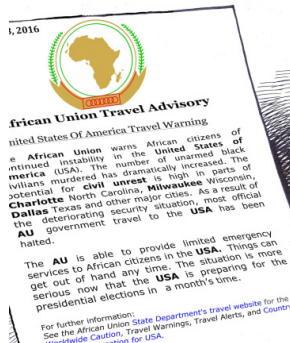 3, 2016
African Union Travel Advisory
United States Of America Travel Warning
African Union warns African citizens of
continued instability in the United States of
America (USA). The number of unarmed black
civilians murdered has dramatically increased. The
potential for civil unrest is high in parts of
Charlotte North Carolina, Milwaukee Wisconsin,
Dallas Texas and other major cities. As a result of
the deteriorating security situation, most official
AU government travel to the USA has been
halted.
The AU is able to provide limited emergency
services to African citizens in the USA. Things can
get out of hand any time. The situation is more
serious now that the USA is preparing for the
presidential elections in a month's time.
For further information:
See the African Union State Department's travel website for the
Worldwide Caution, Travel Warnings, Travel Alerts, and Country
for USA.